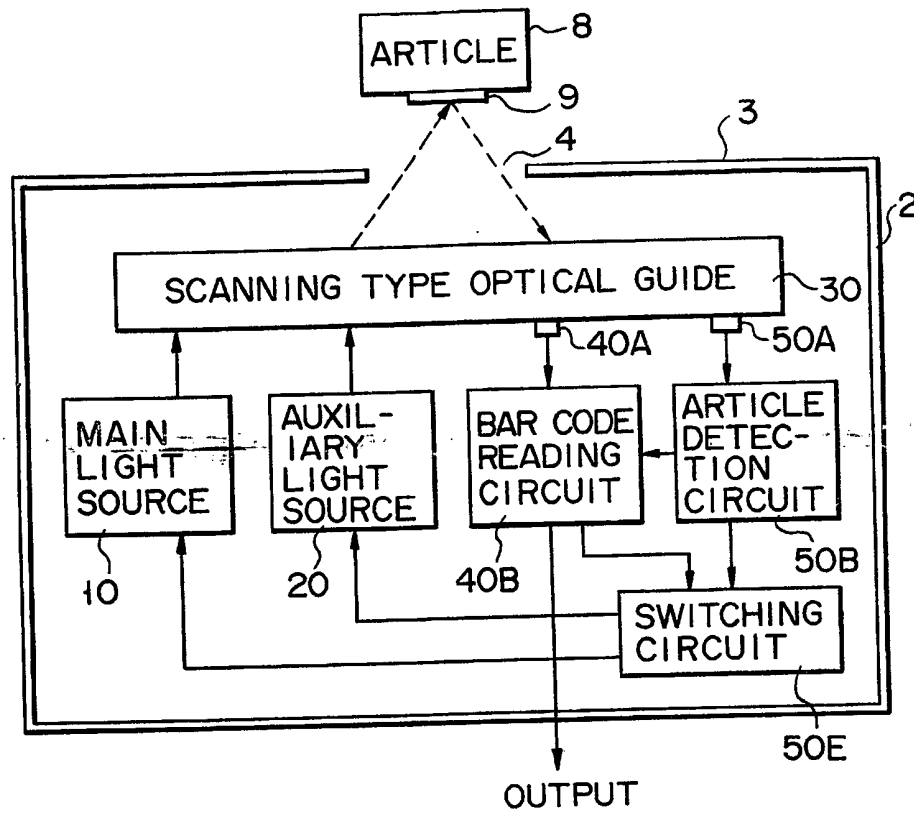 8
ARTICLE
9
4
3
2
SCANNING TYPE OPTICAL GUIDE
30
40A
50A
MAIN
LIGHT
SOURCE
10
AUXIL-
IARY
LIGHT
SOURCE
20
BAR CODE
READING
CIRCUIT
40B
ARTICLE
DETEC-
TION
CIRCUIT
50B
SWITCHING
CIRCUIT
50E
OUTPUT